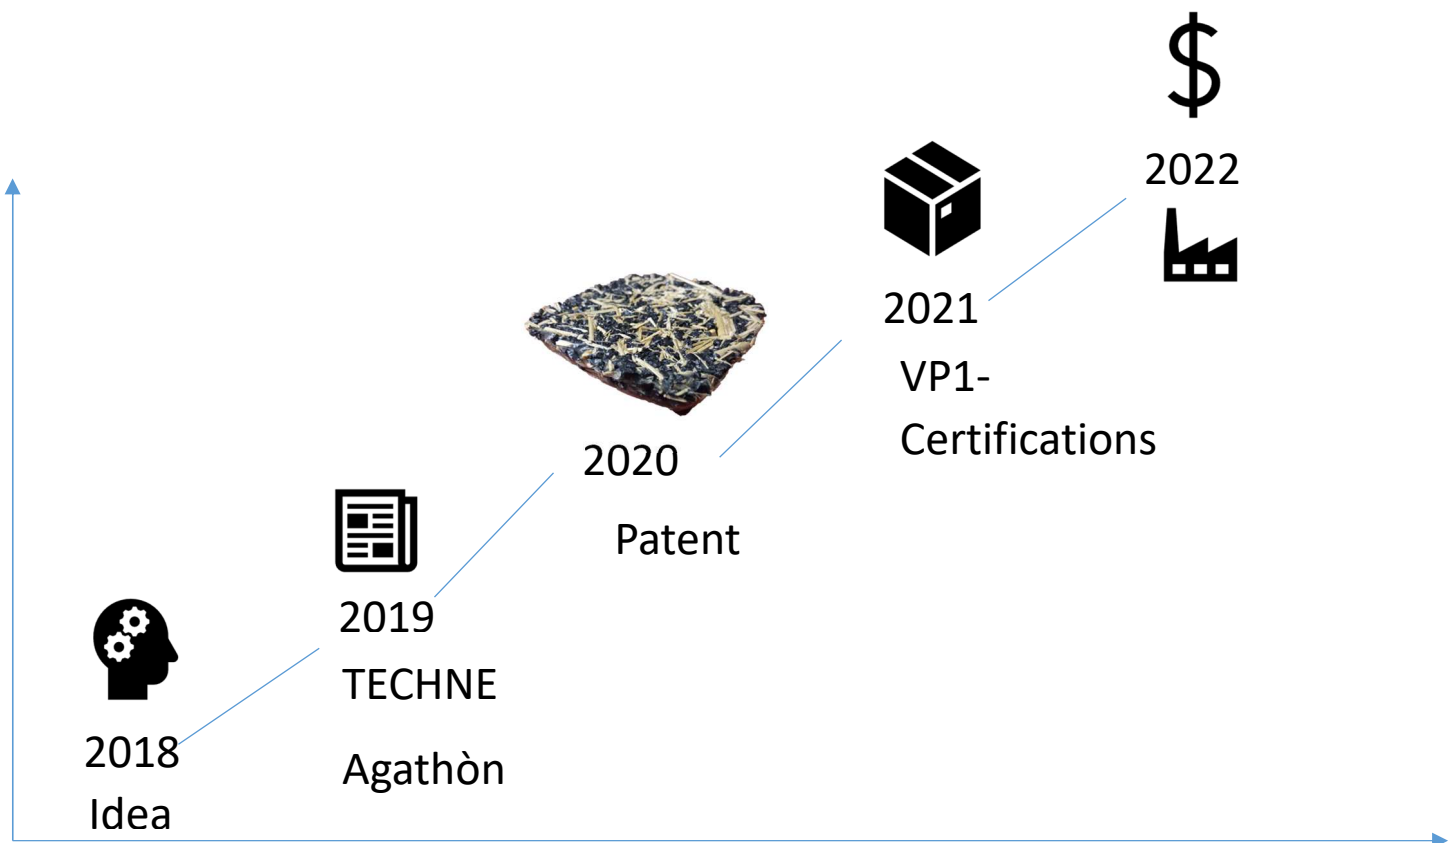 2018
Idea
2019
TECHNE
Agathòn
2020
Patent
2021
VP1-
Certifications
$
2022